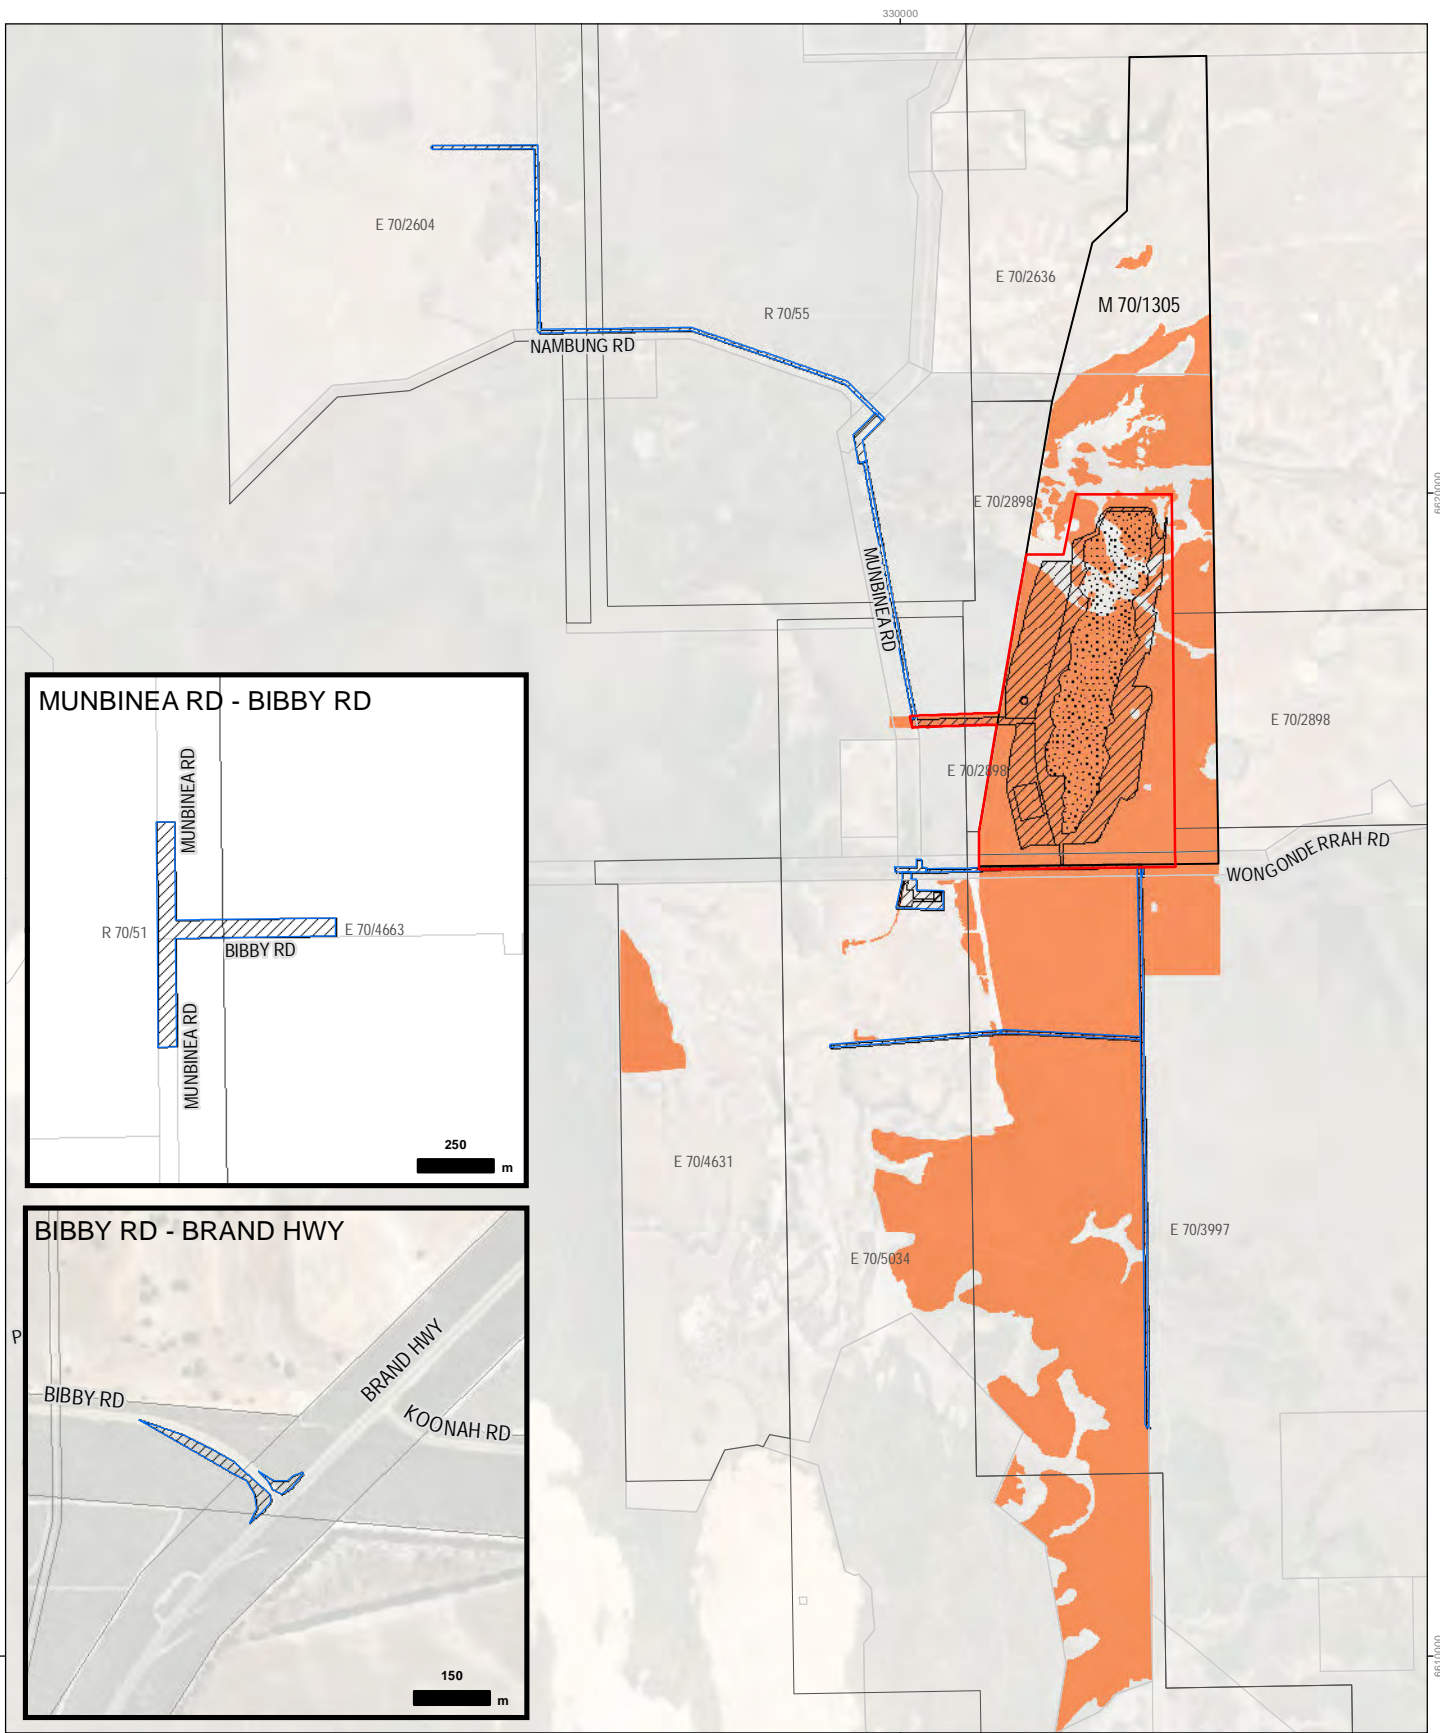 330000
E 70/2604
E 70/2636
M 70/1305
R 70/55
NAMBUNG RD
E 70/2898
6620000
MUNBINEA RD
E 70/2898
E 70/2898
WONGONDERRAH RD
MUNBINEA RD - BIBBY RD
MUNBINEA RD
R 70/51
E 70/4663
BIBBY RD
MUNBINEA RD
250
m
E 70/4631
E 70/5034
E 70/3997
P
BIBBY RD - BRAND HWY
BRAND HWY
BIBBY RD
KOONAH RD
150
m
6610000